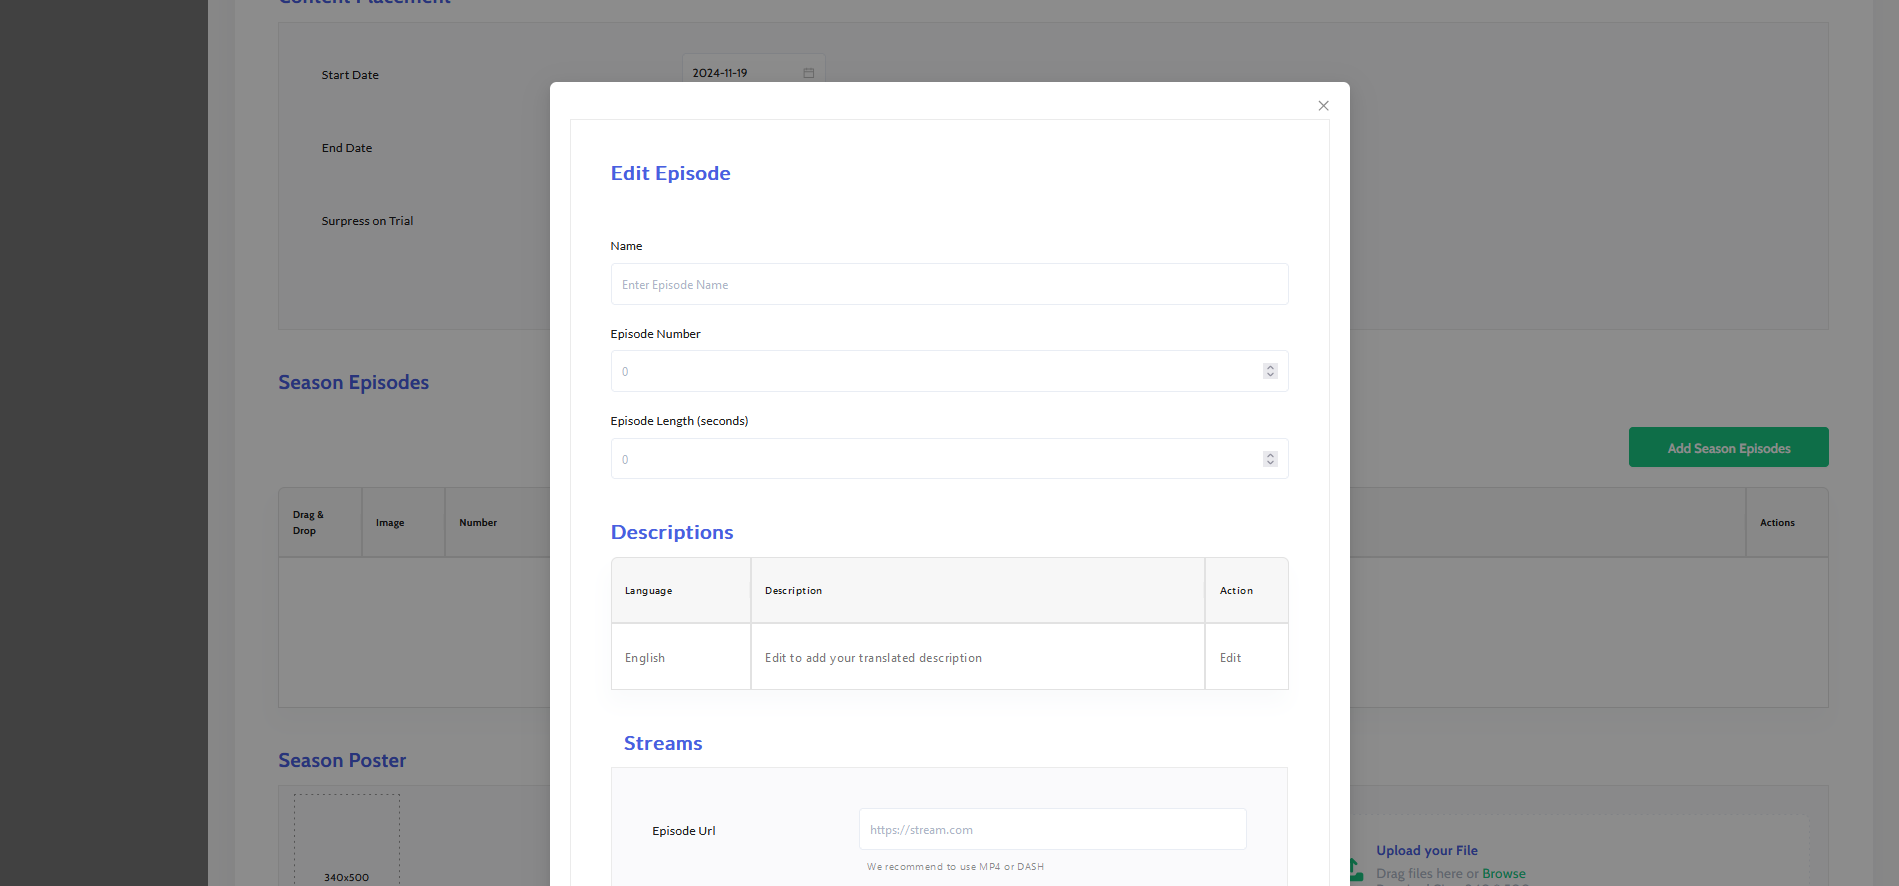 Content Placement
Start Date
2024-11-19
End Date
Surpress on Trial
Season Episodes
Add Season Episodes
Drag &
Drop
Image
Number
Actions
Season Poster
340x500
Upload your File
Drag files here or Browse
Edit Episode
Name
Enter Episode Name
Episode Number
0
Episode Length (seconds)
0
Descriptions
Language
Description
Action
English
Edit to add your translated description
Edit
Streams
Episode Url
https://stream.com
We recommend to use MP4 or DASH